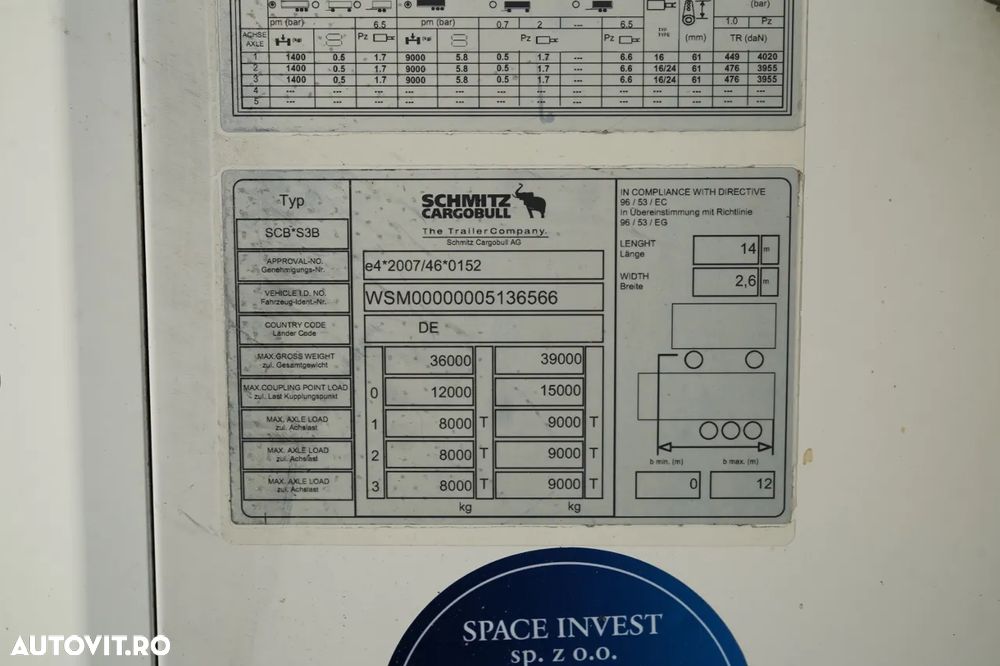 (bar)
pm (bar) 6.5 pm (bar) 0.7 2 --- 6.5 1.0 Pz
ACHSE AXLE (kg) Pz (kg) Pz Pz TYP TYPE (mm) TR (daN)
1 1400 0.5 1.7 9000 5.8 0.5 1.7 --- 6.6 16 61 449 4020
2 1400 0.5 1.7 9000 5.8 0.5 1.7 --- 6.6 16/24 61 476 3955
3 1400 0.5 1.7 9000 5.8 0.5 1.7 --- 6.6 16/24 61 476 3955
4 --- --- --- --- --- --- --- --- --- --- --- --- ---
5 --- --- --- --- --- --- --- --- --- --- --- --- ---
Typ
SCB*S3B
SCHMITZ
CARGOBULL
The TrailerCompany.
Schmitz Cargobull AG
APPROVAL-NO.
Genehmigungs-Nr.
e4*2007/46*0152
VEHICLE I.D. NO.
Fahrzeug-Ident.-Nr.
WSM00000005136566
COUNTRY CODE
Länder Code
DE
MAX.GROSS WEIGHT
zul. Gesamtgewicht
36000 39000
MAX.COUPLING POINT LOAD
zul. Last Kupplungspunkt
0 12000 15000
MAX. AXLE LOAD
zul. Achslast
1 8000 T 9000 T
MAX. AXLE LOAD
zul. Achslast
2 8000 T 9000 T
MAX. AXLE LOAD
zul. Achslast
3 8000 T 9000 T
kg kg
IN COMPLIANCE WITH DIRECTIVE
96 / 53 / EC
In Übereinstimmung mit Richtlinie
96 / 53 / EG
LENGHT
Länge
14 m
WIDTH
Breite
2,6 m
b min. (m) b max. (m)
0 12
SPACE INVEST
sp. z o.o.
AUTOVIT.RO